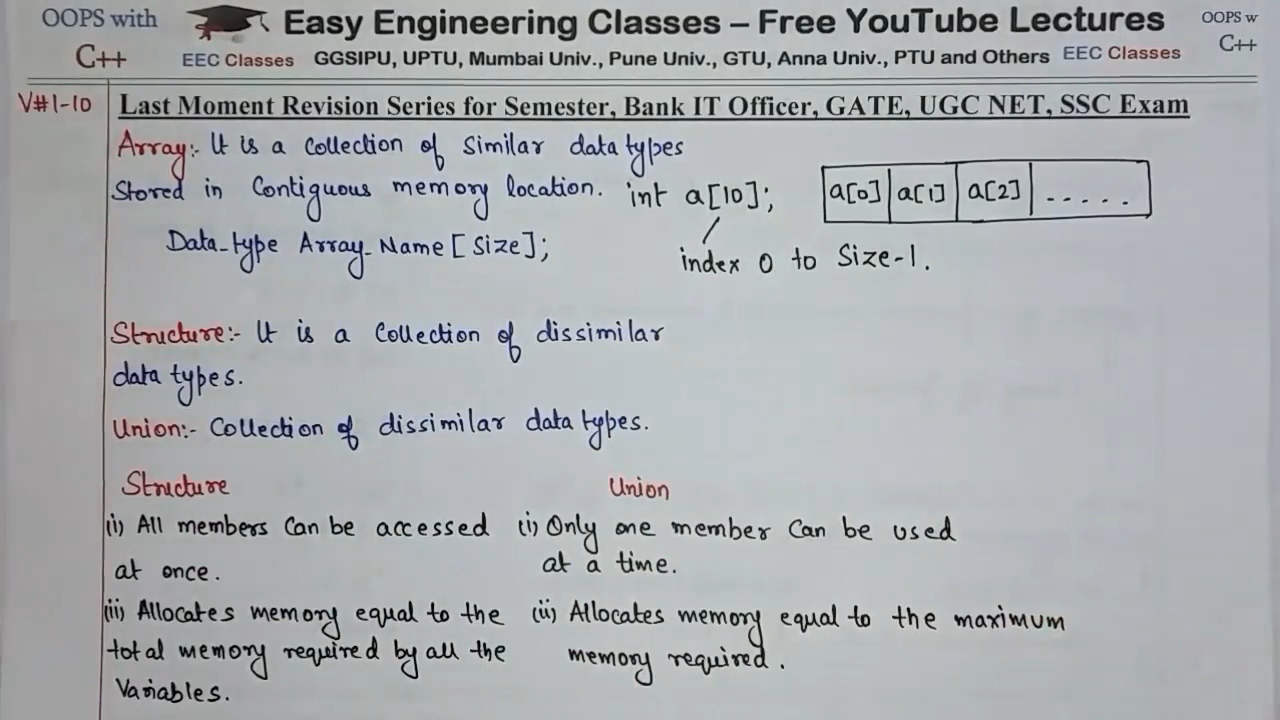 OOPS with
C++
Easy Engineering Classes – Free YouTube Lectures
EEC Classes GGSIPU, UPTU, Mumbai Univ., Pune Univ., GTU, Anna Univ., PTU and Others EEC Classes
OOPS w
C++
V#1-10
Last Moment Revision Series for Semester, Bank IT Officer, GATE, UGC NET, SSC Exam
Array:- It is a Collection of Similar data types
Stored in Contiguous memory location. int a[10];
a[0] a[1] a[2] .....
Data-type Array-Name [Size];
index 0 to Size-1.
Structure:- It is a Collection of dissimilar
data types.
Union:- Collection of dissimilar data types.
Structure
(i) All members Can be accessed
at once.
(ii) Allocates memory equal to the
total memory required by all the
Variables.
Union
(i) Only one member Can be used
at a time.
(ii) Allocates memory equal to the maximum
memory required.